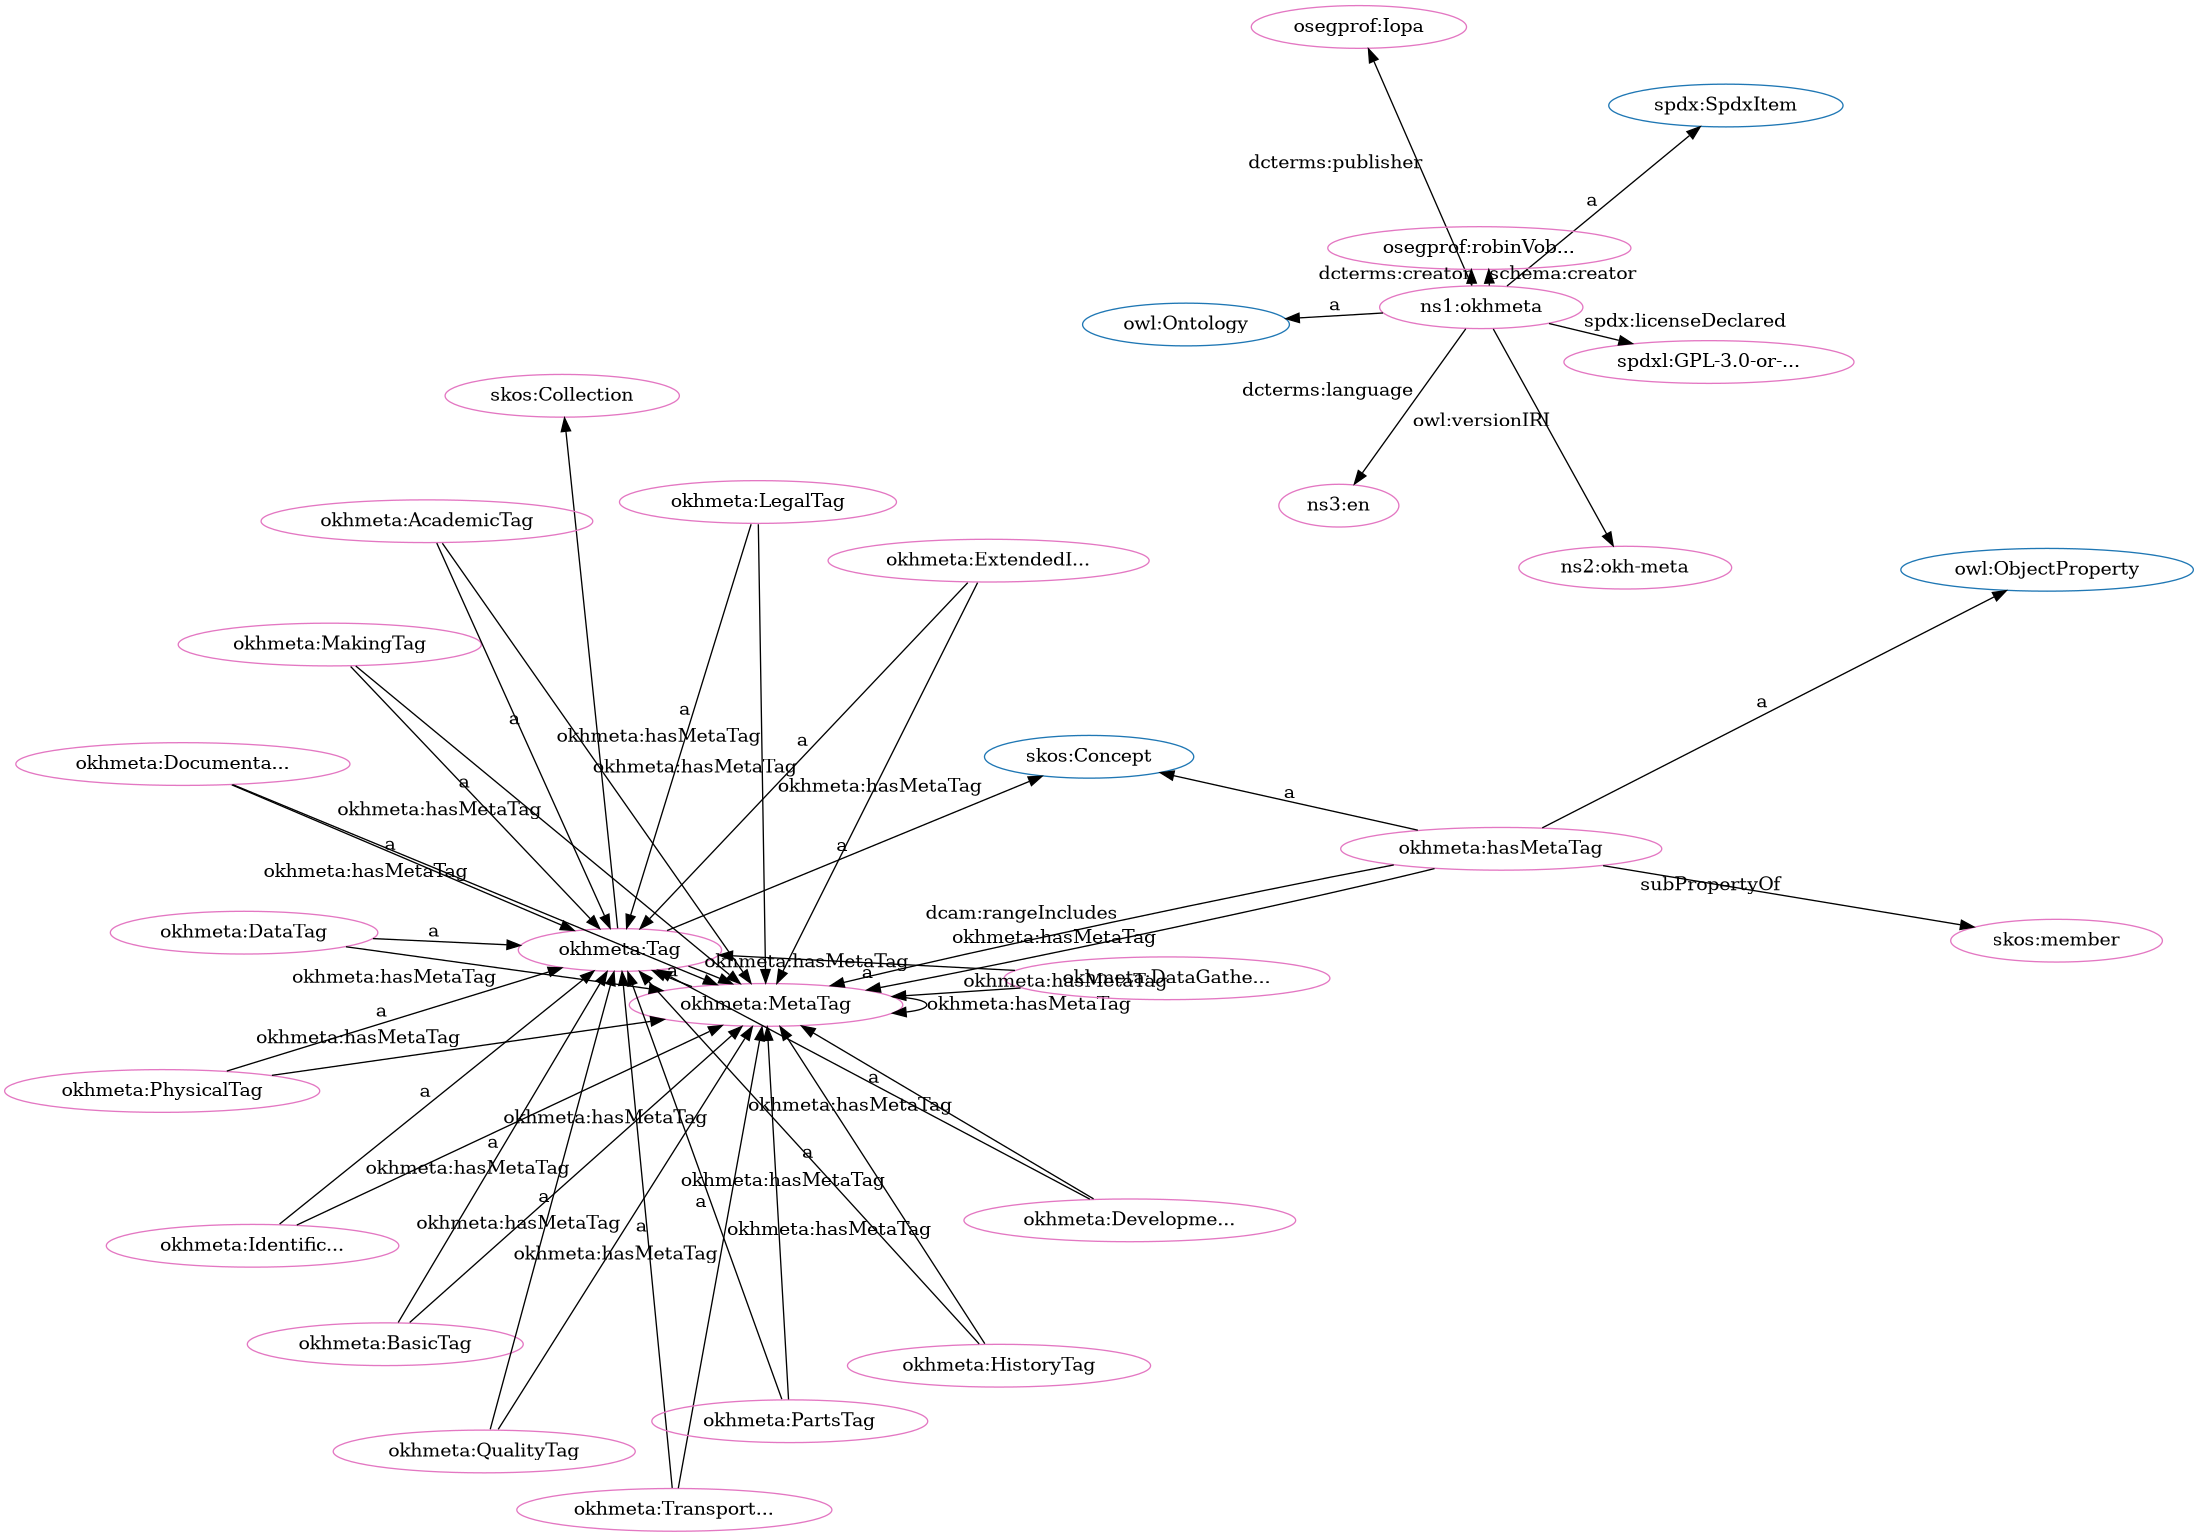 osegprof:Iopa
spdx:SpdxItem
dcterms:publisher
a
osegprof:robinVob...
dcterms:creator
schema:creator
a
ns1:okhmeta
owl:Ontology
spdx:licenseDeclared
spdxl:GPL-3.0-or-...
dcterms:language
skos:Collection
owl:versionIRI
okhmeta:LegalTag
ns3:en
okhmeta:AcademicTag
okhmeta:ExtendedI...
ns2:okh-meta
owl:ObjectProperty
okhmeta:MakingTag
a
a
a
okhmeta:hasMetaTag
a
skos:Concept
okhmeta:Documenta...
okhmeta:hasMetaTag
a
okhmeta:hasMetaTag
a
okhmeta:hasMetaTag
a
a
okhmeta:hasMetaTag
okhmeta:hasMetaTag
subPropertyOf
dcam:rangeIncludes
okhmeta:DataTag
a
okhmeta:hasMetaTag
skos:member
okhmeta:Tag
okhmeta:hasMetaTag
a
a
okhmeta:hasMetaTag
okhmeta:DataGathe...
okhmeta:hasMetaTag
okhmeta:MetaTag
okhmeta:hasMetaTag
a
okhmeta:hasMetaTag
a
okhmeta:PhysicalTag
a
okhmeta:hasMetaTag
okhmeta:hasMetaTag
a
a
okhmeta:hasMetaTag
okhmeta:hasMetaTag
a
a
okhmeta:hasMetaTag
a
okhmeta:hasMetaTag
okhmeta:Developme...
okhmeta:Identific...
okhmeta:hasMetaTag
okhmeta:BasicTag
okhmeta:HistoryTag
okhmeta:PartsTag
okhmeta:QualityTag
okhmeta:Transport...